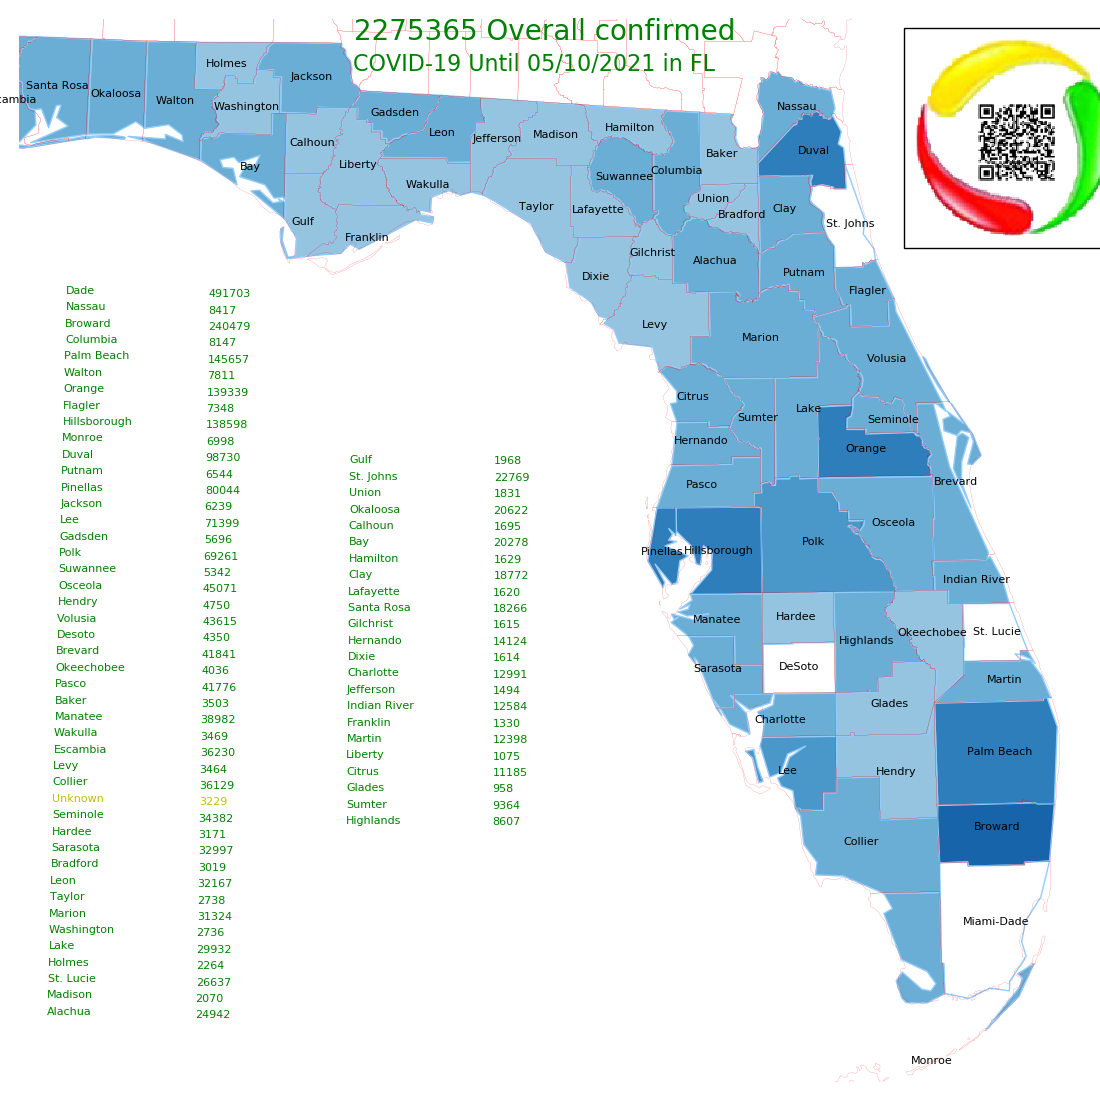 2275365 Overall confirmed
COVID-19 Until 05/10/2021 in FL
Holmes
Jackson
Santa Rosa
Okaloosa
Walton
Washington
Nassau
Gadsden
Leon
Jefferson
Madison
Hamilton
Calhoun
Baker
Duval
Bay
Liberty
Wakulla
Suwannee
Columbia
Union
Taylor
Lafayette
Bradford
Clay
St. Johns
Gulf
Franklin
Gilchrist
Alachua
Dixie
Putnam
Flagler
Levy
Marion
Volusia
Citrus
Sumter
Lake
Seminole
Hernando
Orange
Pasco
Brevard
Osceola
Pinellas
Hillsborough
Polk
Indian River
Manatee
Hardee
Highlands
Okeechobee
St. Lucie
Sarasota
DeSoto
Martin
Glades
Charlotte
Lee
Hendry
Palm Beach
Collier
Broward
Miami-Dade
Monroe
Dade 491703
Nassau 8417
Broward 240479
Columbia 8147
Palm Beach 145657
Walton 7811
Orange 139339
Flagler 7348
Hillsborough 138598
Monroe 6998
Duval 98730
Putnam 6544
Pinellas 80044
Jackson 6239
Lee 71399
Gadsden 5696
Polk 69261
Suwannee 5342
Osceola 45071
Hendry 4750
Volusia 43615
Desoto 4350
Brevard 41841
Okeechobee 4036
Pasco 41776
Baker 3503
Manatee 38982
Wakulla 3469
Escambia 36230
Levy 3464
Collier 36129
Unknown 3229
Seminole 34382
Hardee 3171
Sarasota 32997
Bradford 3019
Leon 32167
Taylor 2738
Marion 31324
Washington 2736
Lake 29932
Holmes 2264
St. Lucie 26637
Madison 2070
Alachua 24942
Gulf 1968
St. Johns 22769
Union 1831
Okaloosa 20622
Calhoun 1695
Bay 20278
Hamilton 1629
Clay 18772
Lafayette 1620
Santa Rosa 18266
Gilchrist 1615
Hernando 14124
Dixie 1614
Charlotte 12991
Jefferson 1494
Indian River 12584
Franklin 1330
Martin 12398
Liberty 1075
Citrus 11185
Glades 958
Sumter 9364
Highlands 8607